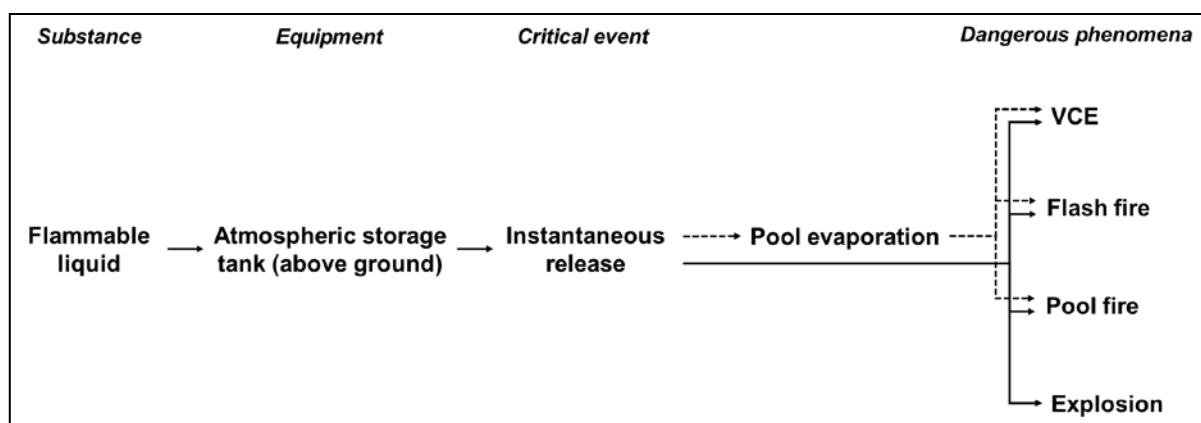 Substance Equipment Critical event Dangerous phenomena
VCE
Flash fire
Flammable liquid
Atmospheric storage tank (above ground)
Instantaneous release
Pool evaporation
Pool fire
Explosion